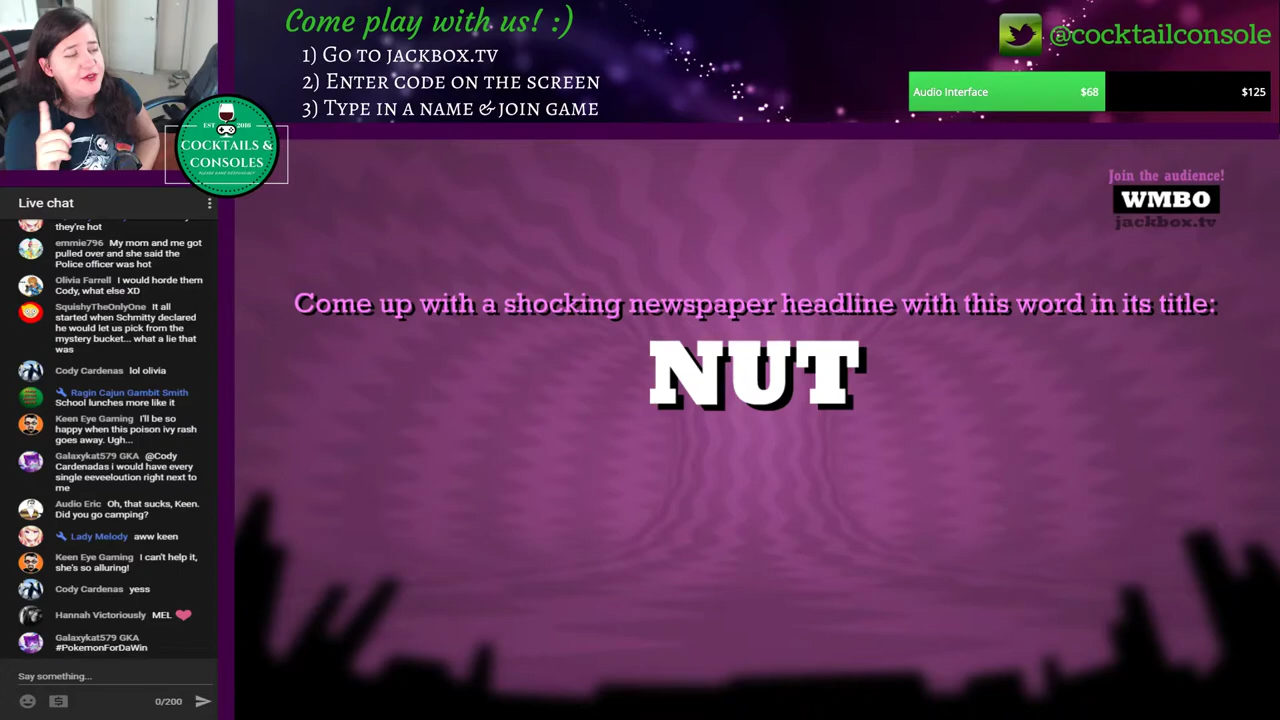 Come play with us! :)
1) Go to jackbox.tv
2) Enter code on the screen
3) Type in a name & join game
@cocktailconsole
Audio Interface $68 $125
EST 2016
COCKTAILS &
CONSOLES
PLEASE GAME RESPONSIBLY
Live chat
they're hot
emmie796 My mom and me got
pulled over and she said the
Police officer was hot
Olivia Farrell I would horde them
Cody, what else XD
SquishyTheOnlyOne It all
started when Schmitty declared
he would let us pick from the
mystery bucket... what a lie that
was
Cody Cardenas lol olivia
Ragin Cajun Gambit Smith
School lunches more like it
Keen Eye Gaming I'll be so
happy when this poison ivy rash
goes away. Ugh...
Galaxykat579 GKA @Cody
Cardenadas i would have every
single eeveeloution right next to
me
Audio Eric Oh, that sucks, Keen.
Did you go camping?
Lady Melody aww keen
Keen Eye Gaming I can't help it,
she's so alluring!
Cody Cardenas yess
Hannah Victoriously MEL ❤
Galaxykat579 GKA
#PokemonForDaWin
Say something...
0/200
Join the audience!
WMBO
jackbox.tv
Come up with a shocking newspaper headline with this word in its title:
NUT